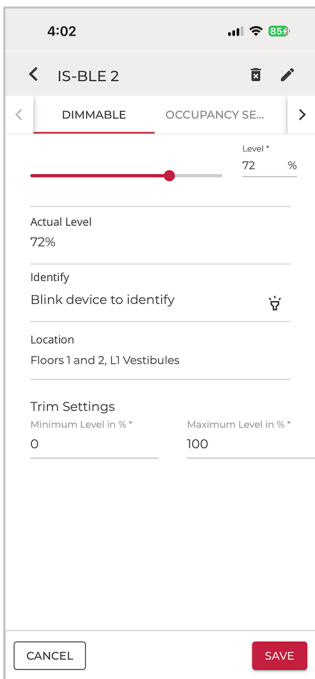 4:02
85
IS-BLE 2
DIMMABLE
OCCUPANCY SE...
Level *
72 %
Actual Level
72%
Identify
Blink device to identify
Location
Floors 1 and 2, L1 Vestibules
Trim Settings
Minimum Level in % *
Maximum Level in % *
0
100
CANCEL
SAVE